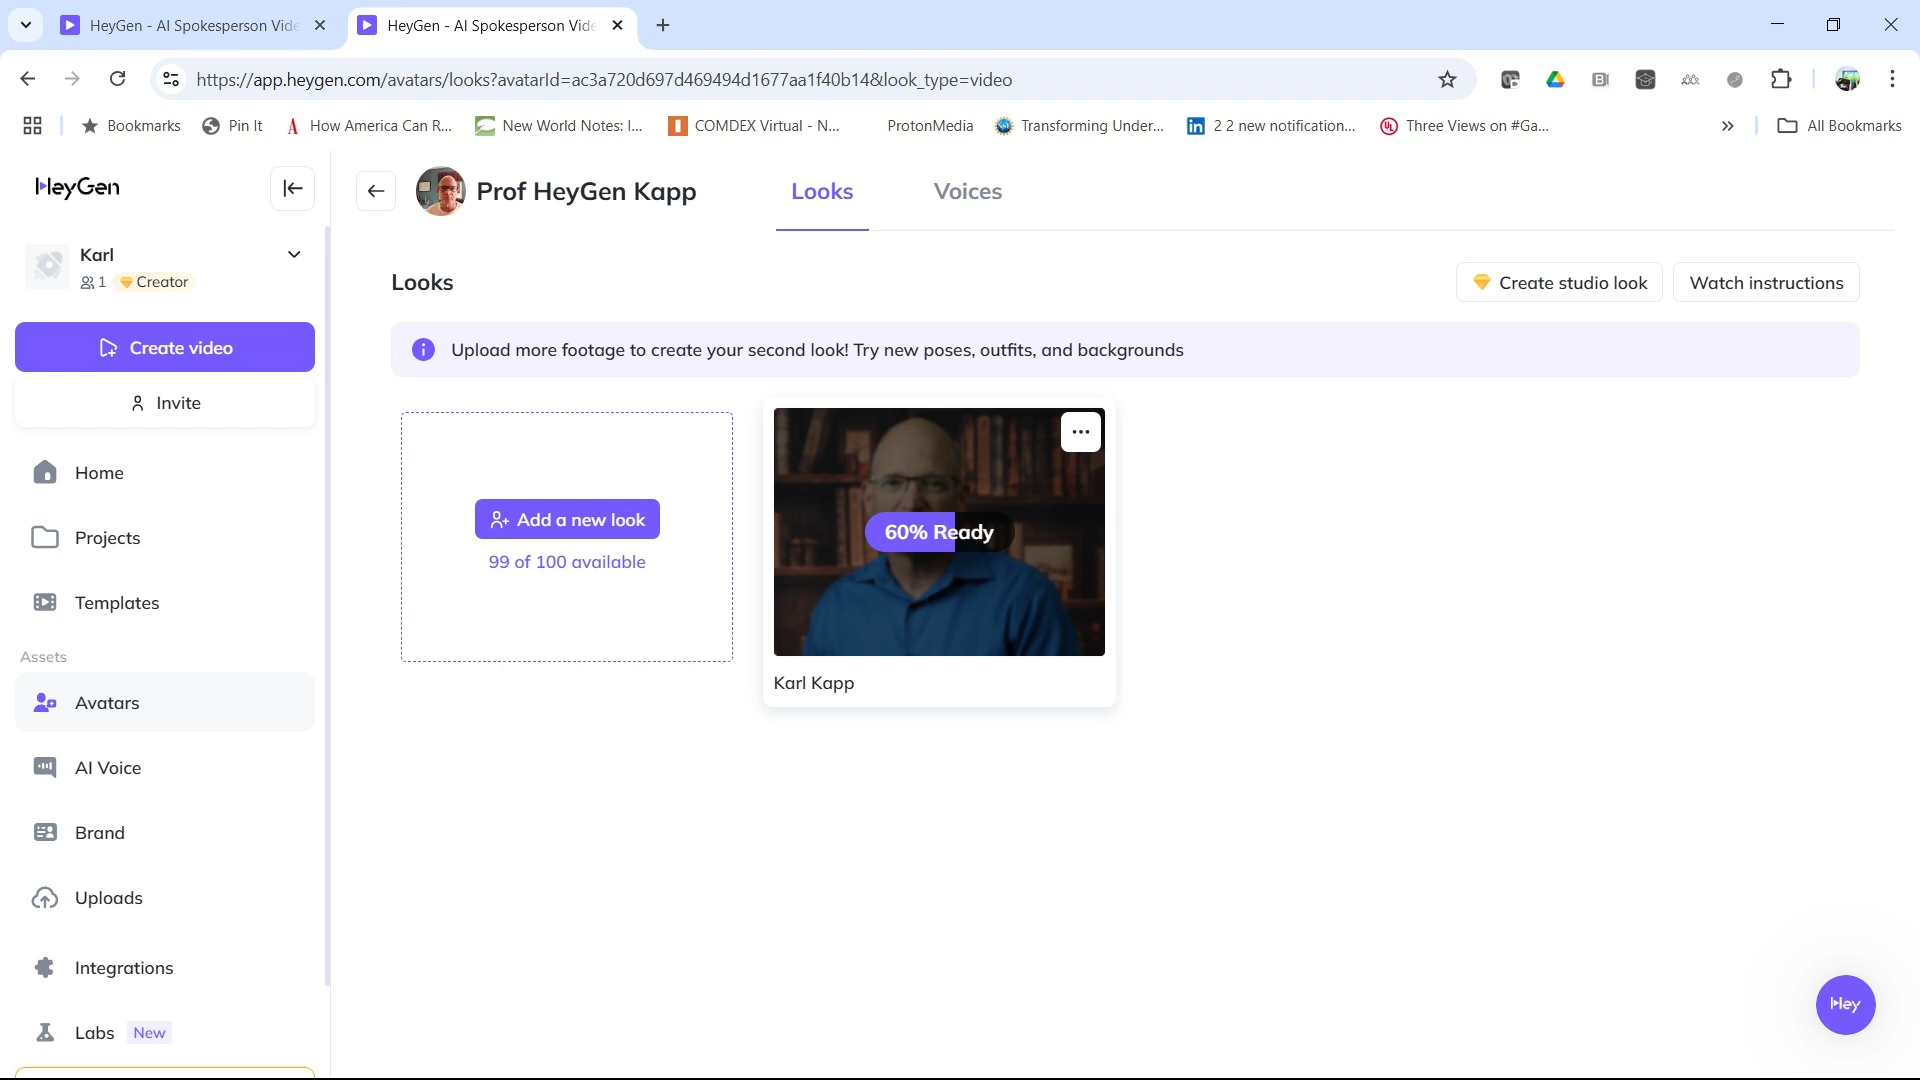 HeyGen - AI Spokesperson Vide
HeyGen - AI Spokesperson Vide
https://app.heygen.com/avatars/looks?avatarId=ac3a720d697d469494d1677aa1f40b14&look_type=video
Bookmarks
Pin It
How America Can R...
New World Notes: I...
COMDEX Virtual - N...
ProtonMedia
Transforming Under...
2 2 new notification...
Three Views on #Ga...
All Bookmarks
HeyGen
Prof HeyGen Kapp
Looks
Voices
Karl
1
Creator
Looks
Create studio look
Watch instructions
Create video
Upload more footage to create your second look! Try new poses, outfits, and backgrounds
Invite
Home
Add a new look
60% Ready
Projects
99 of 100 available
Templates
Assets
Karl Kapp
Avatars
AI Voice
Brand
Uploads
Integrations
Hey
Labs New